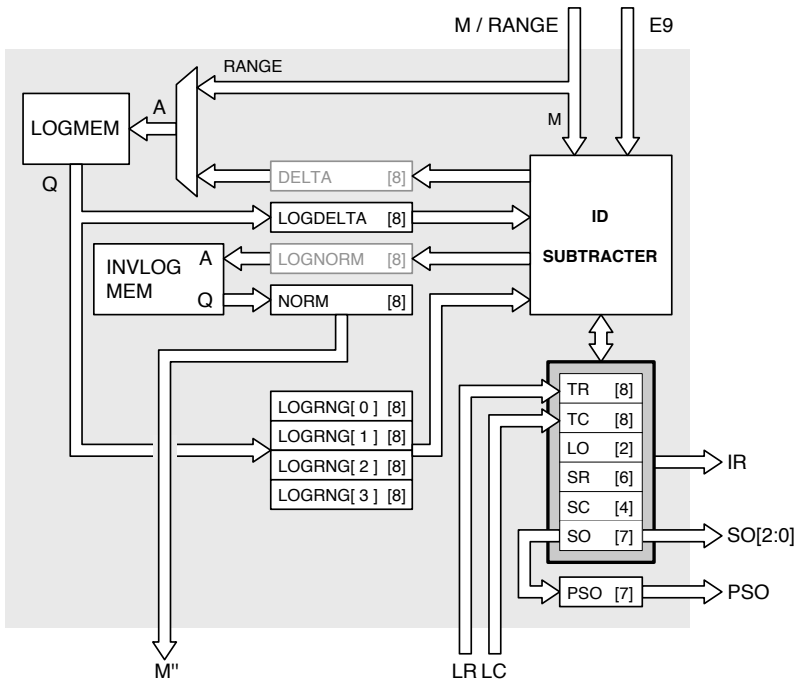 M / RANGE E9
RANGE
A
LOGMEM
M
Q
DELTA [8]
LOGDELTA [8]
ID
SUBTRACTER
INVLOG
MEM
A
Q
LOGNORM [8]
NORM [8]
LOGRNG[ 0 ] [8]
LOGRNG[ 1 ] [8]
LOGRNG[ 2 ] [8]
LOGRNG[ 3 ] [8]
TR [8]
TC [8]
LO [2]
SR [6]
SC [4]
SO [7]
IR
SO[2:0]
PSO [7]
PSO
M"
LR LC